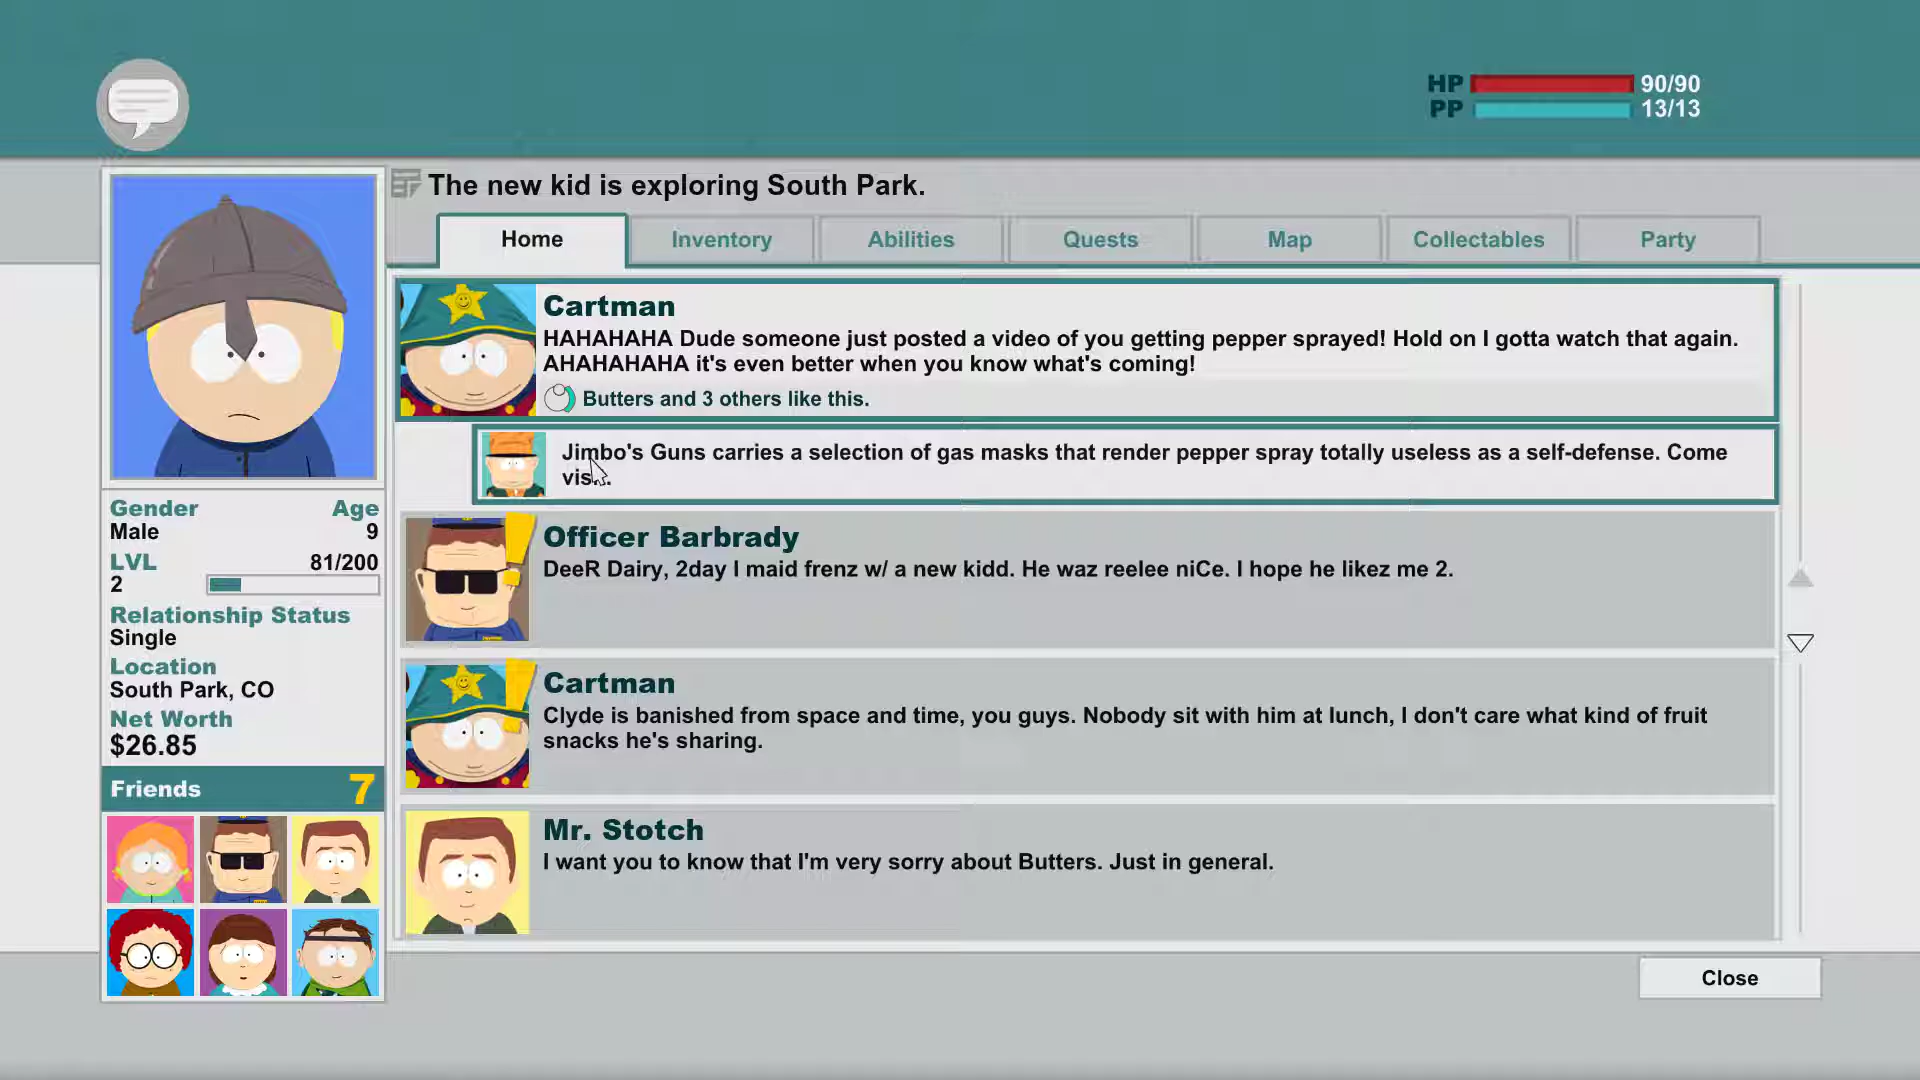 HP 90/90
PP 13/13
The new kid is exploring South Park.
Home Inventory Abilities Quests Map Collectables Party
Cartman
HAHAHAHA Dude someone just posted a video of you getting pepper sprayed! Hold on I gotta watch that again.
AHAHAHAHA it's even better when you know what's coming!
Butters and 3 others like this.
Jimbo's Guns carries a selection of gas masks that render pepper spray totally useless as a self-defense. Come
Officer Barbrady
DeeR Dairy, 2day I maid frenz w/ a new kidd. He waz reelee niCe. I hope he likez me 2.
Cartman
Clyde is banished from space and time, you guys. Nobody sit with him at lunch, I don't care what kind of fruit
snacks he's sharing.
Mr. Stotch
I want you to know that I'm very sorry about Butters. Just in general.
Gender Age
Male 9
LVL 81/200
2
Relationship Status
Single
Location
South Park, CO
Net Worth
$26.85
Friends 7
Close